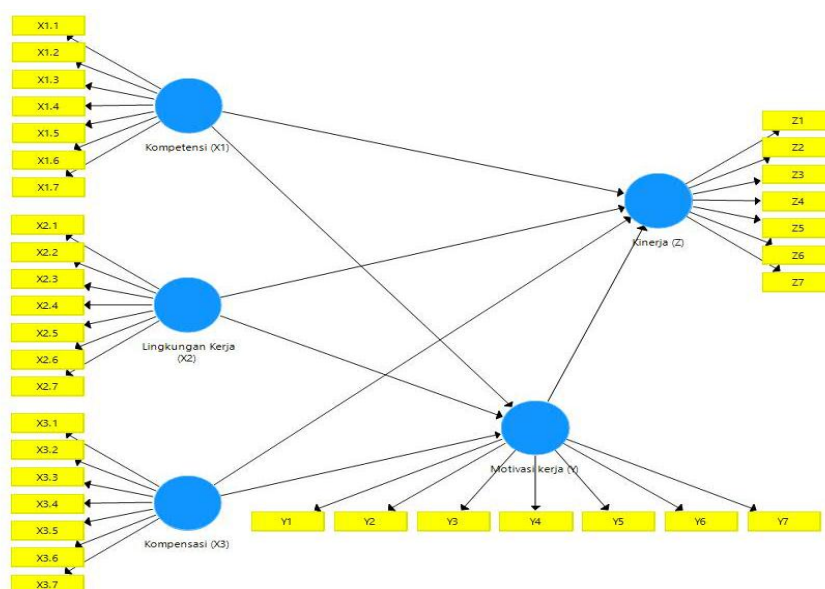 X1.1
X1.2
X1.3
X1.4
X1.5
X1.6
X1.7
Kompetensi (X1)
X2.1
X2.2
X2.3
X2.4
X2.5
X2.6
X2.7
Lingkungan Kerja
(X2)
X3.1
X3.2
X3.3
X3.4
X3.5
X3.6
X3.7
Kompensasi (X3)
Z1
Z2
Z3
Z4
Z5
Z6
Z7
Kinerja (Z)
Motivasi kerja (Y)
Y1
Y2
Y3
Y4
Y5
Y6
Y7